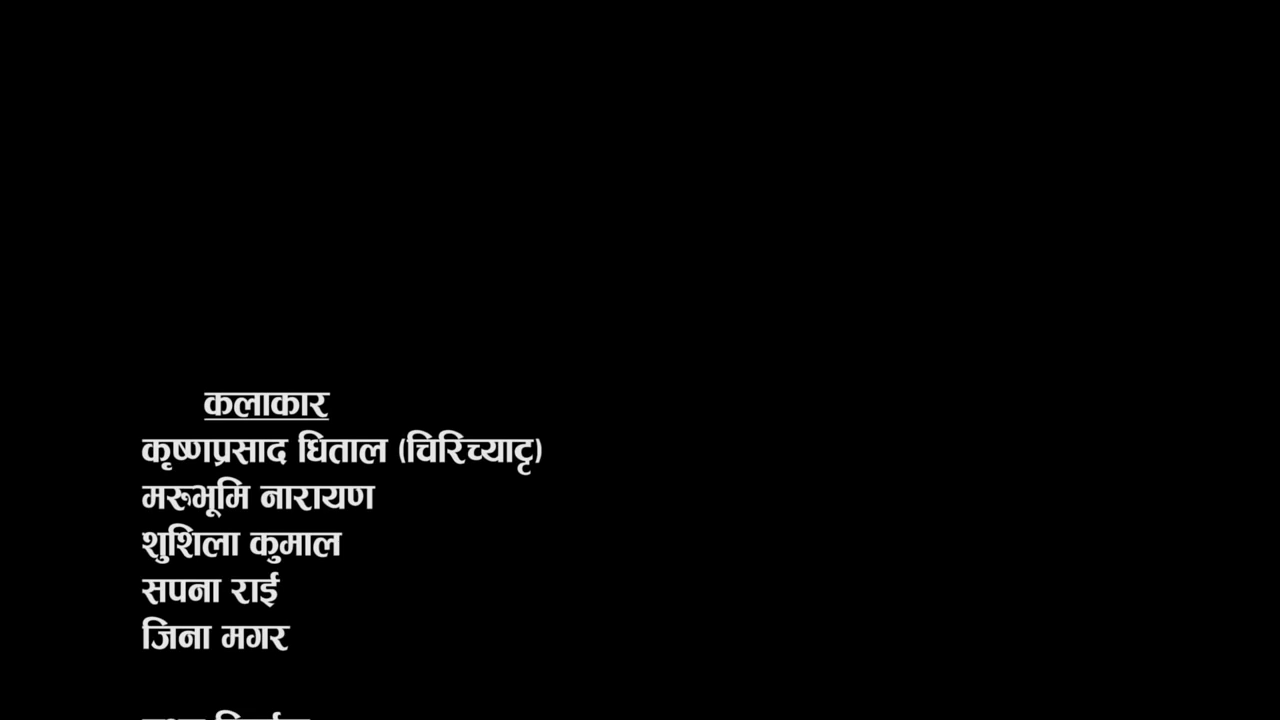 कलाकार
कृष्णप्रसाद धिताल (चिरिच्याट्ट)
मरुभूमि नारायण
शुशिला कुमाल
सपना राई
जिना मगर